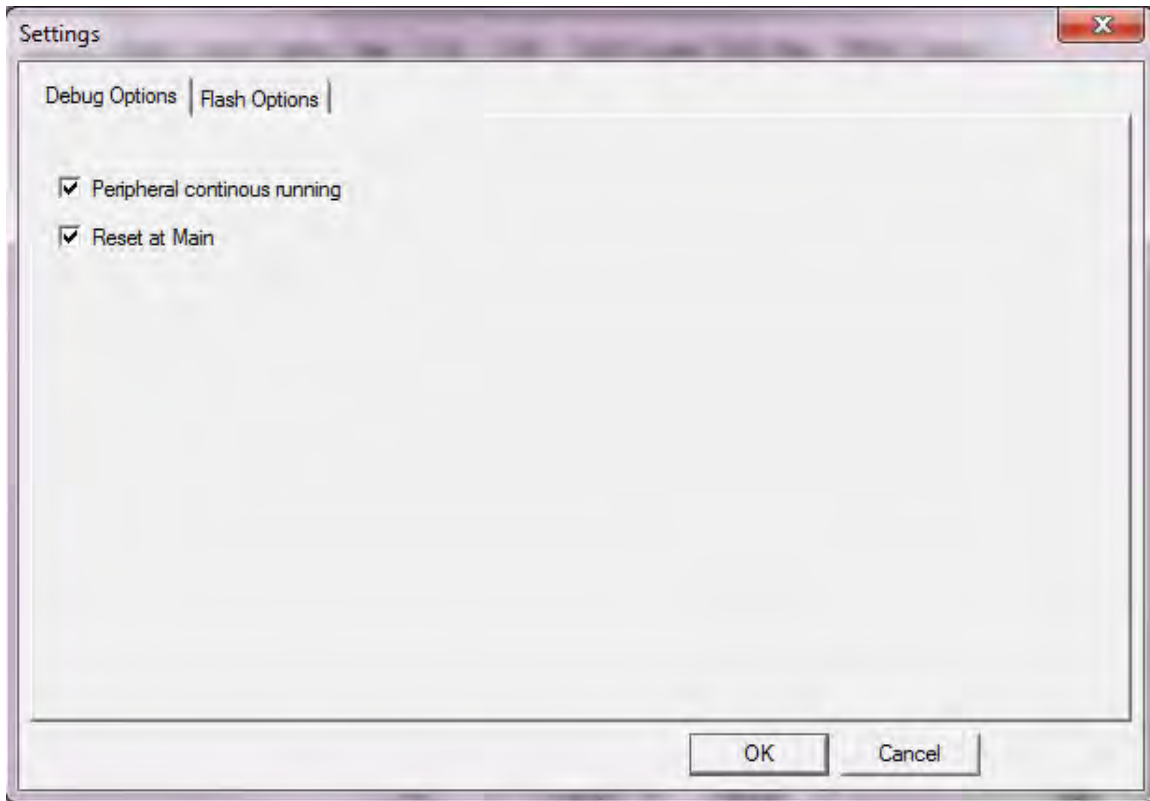 Settings
Debug Options Flash Options
Peripheral continous running
Reset at Main
OK Cancel